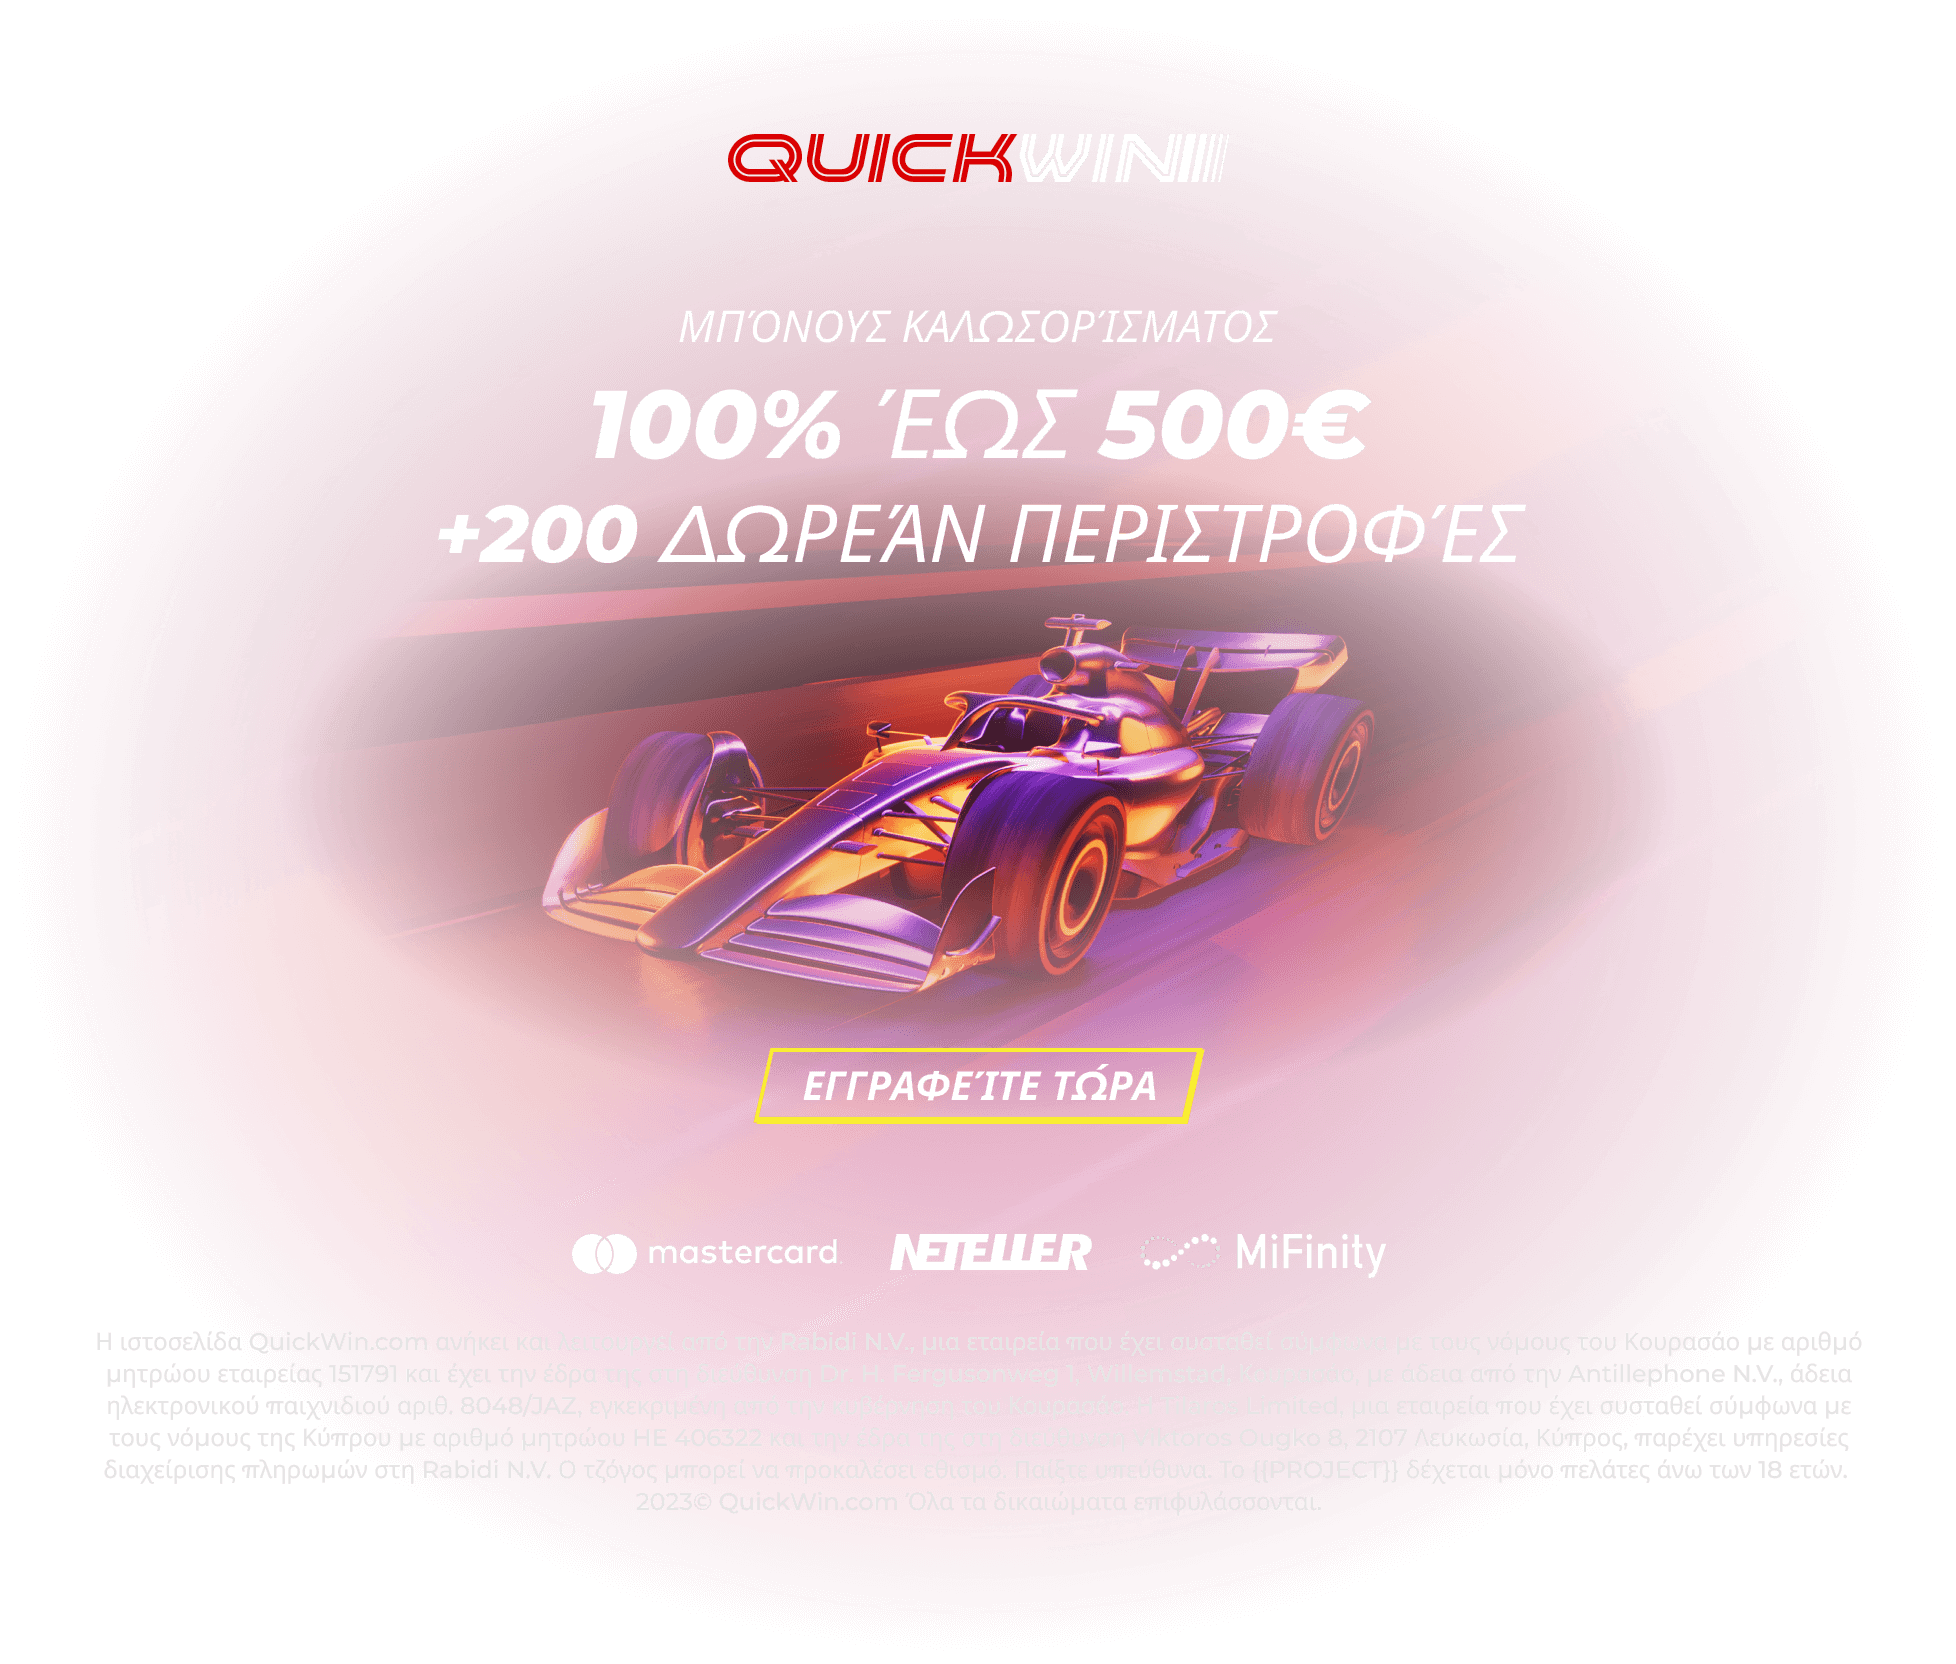 QUICKWIN
ΜΠΌΝΟΥΣ ΚΑΛΩΣΟΡΊΣΜΑΤΟΣ
100% ΈΩΣ 500€
+200 ΔΩΡΕΆΝ ΠΕΡΙΣΤΡΟΦΈΣ
ΕΓΓΡΑΦΕΊΤΕ ΤΏΡΑ
mastercard. NETELLER MiFinity
Η ιστοσελίδα QuickWin.com ανήκει και λειτουργεί από την Rabidi N.V., μια εταιρεία που έχει συσταθεί σύμφωνα με τους νόμους του Κουρασάο με αριθμό
μητρώου εταιρείας 151791 και έχει την έδρα της στη διεύθυνση Dr. H. Fergusonweg 1, Willemstad, Κουρασάο, με άδεια από την Antillephone N.V., άδεια
ηλεκτρονικού παιχνιδιού αριθ. 8048/JAZ, εγκεκριμένη από την κυβέρνηση του Κουρασάο. Η Limited, μια εταιρεία που έχει συσταθεί σύμφωνα με
τους νόμους της Κύπρου με αριθμό μητρώου HE 406322 και την έδρα της στη διεύθυνση Ougko 8, 2107 Λευκωσία, Κύπρος, παρέχει υπηρεσίες
διαχείρισης πληρωμών στη Rabidi N.V. Ο τζόγος μπορεί να προκαλέσει εθισμό. Παίξτε υπεύθυνα. Το {{PROJECT}} δέχεται μόνο πελάτες άνω των 18 ετών.
2023© QuickWin.com Όλα τα δικαιώματα επιφυλάσσονται.